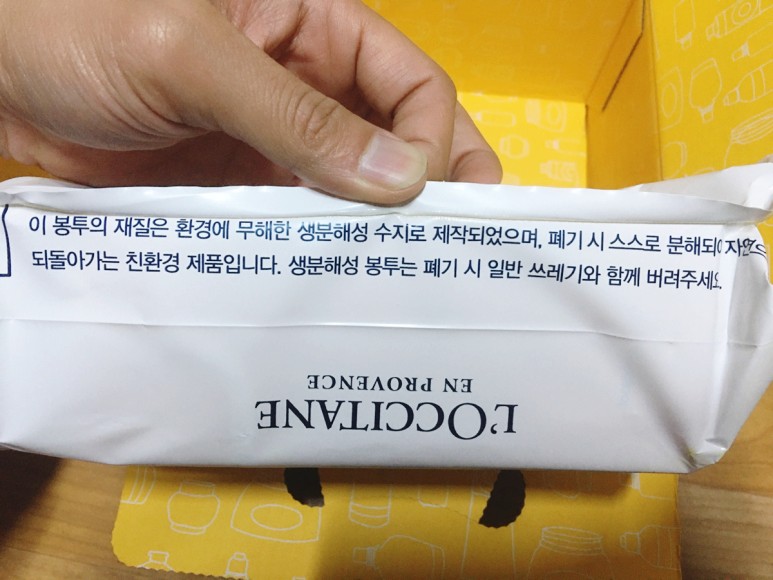 이 봉투의 재질은 환경에 무해한 생분해성 수지로 제작되었으며, 폐기 시 스스로 분해되어 자연으로
되돌아가는 친환경 제품입니다. 생분해성 봉투는 폐기 시 일반 쓰레기와 함께 버려주세요.
L'OCCITANE
EN PROVENCE